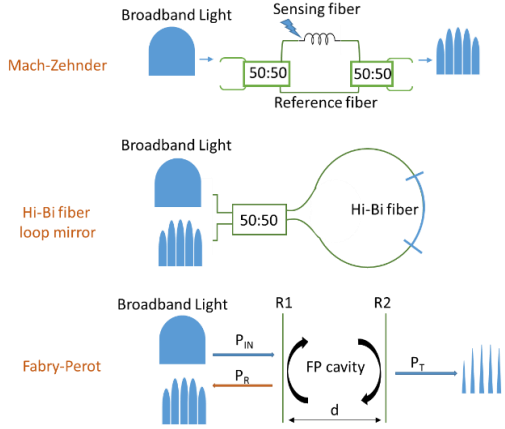 Broadband Light
Sensing fiber
Mach-Zehnder
50:50
50:50
Reference fiber
Broadband Light
Hi-Bi fiber
loop mirror
50:50
Hi-Bi fiber
Broadband Light
R1
R2
Fabry-Perot
PIN
PR
FP cavity
PT
d